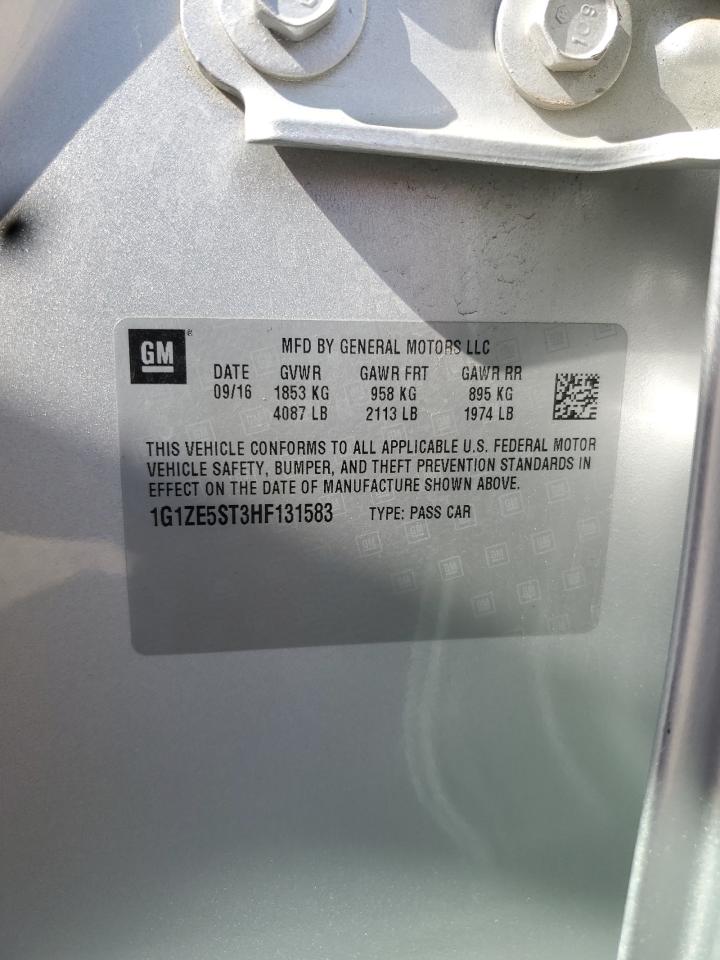 108
GM®
MFD BY GENERAL MOTORS LLC
DATE GVWR GAWR FRT GAWR RR
09/16 1853 KG 958 KG 895 KG
4087 LB 2113 LB 1974 LB
THIS VEHICLE CONFORMS TO ALL APPLICABLE U.S. FEDERAL MOTOR
VEHICLE SAFETY, BUMPER, AND THEFT PREVENTION STANDARDS IN
EFFECT ON THE DATE OF MANUFACTURE SHOWN ABOVE.
1G1ZE5ST3HF131583 TYPE: PASS CAR